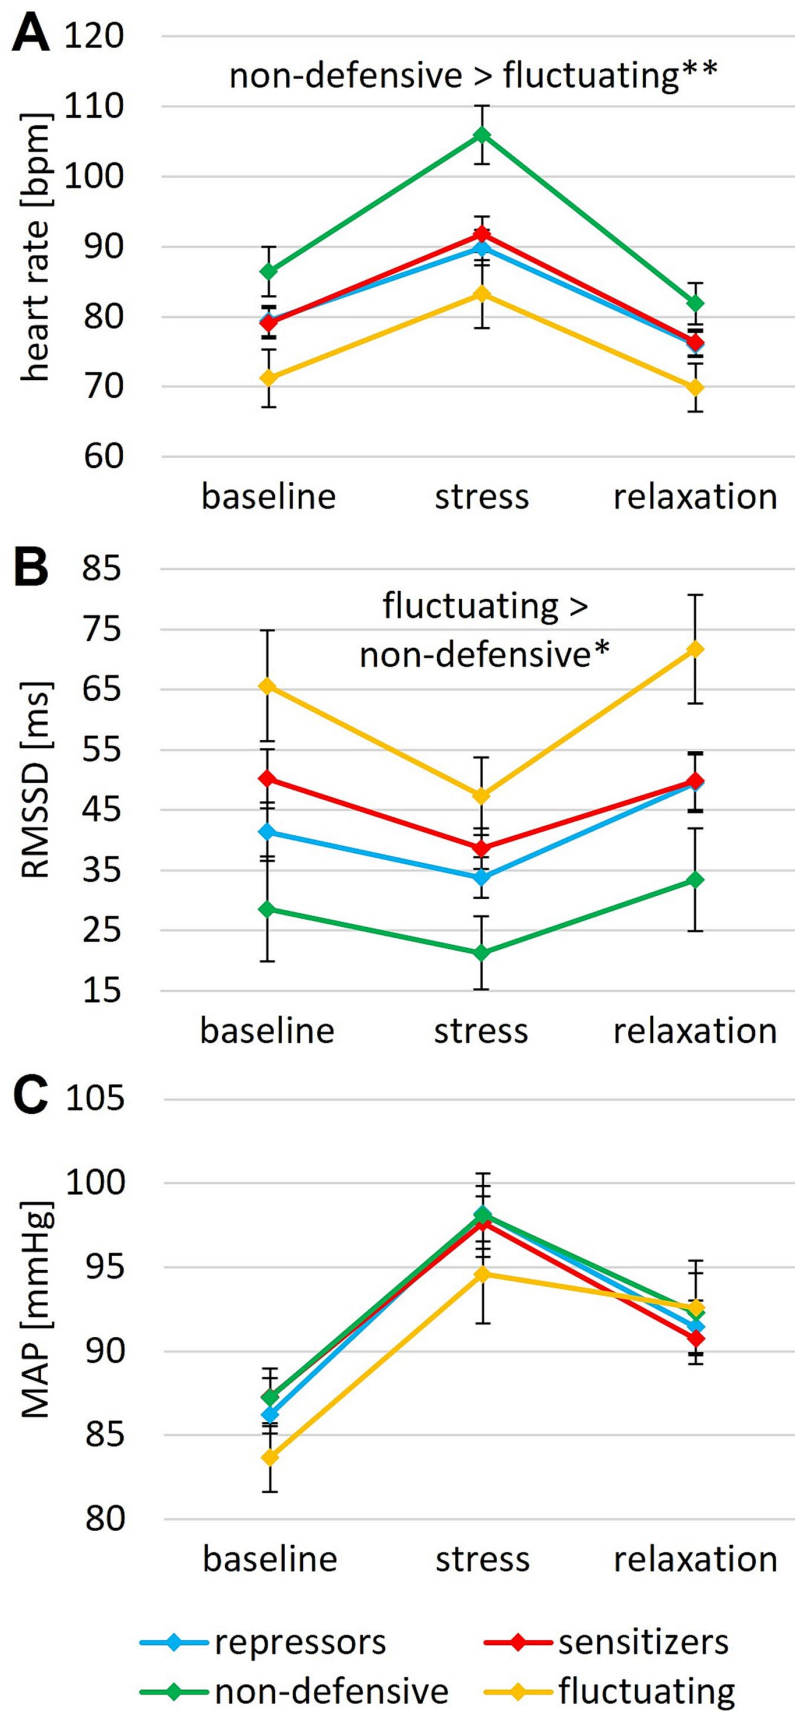 A
120
non-defensive > fluctuating**
110
100
90
80
70
60
heart rate [bpm]
baseline stress relaxation
B
85
fluctuating >
75
non-defensive*
65
55
45
35
25
15
RMSSD [ms]
baseline stress relaxation
C
105
100
95
90
85
80
MAP [mmHg]
baseline stress relaxation
repressors sensitizers
non-defensive fluctuating